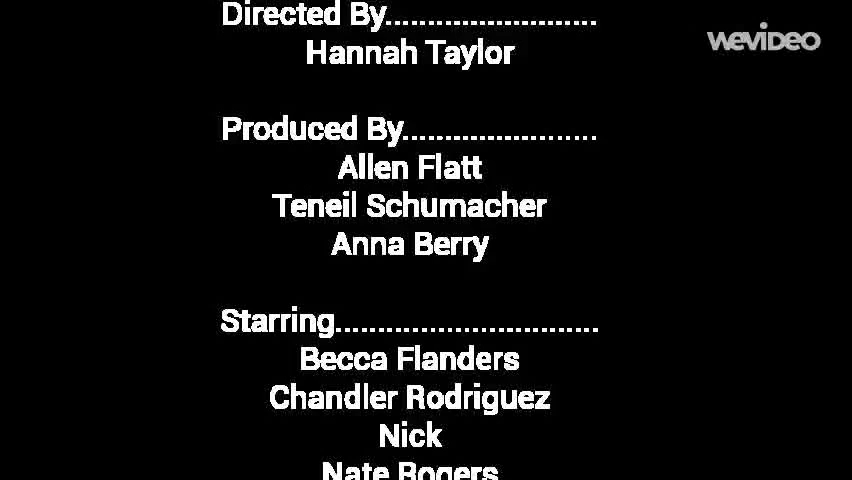 Directed By.........................
Hannah Taylor
wevideo
Produced By.......................
Allen Flatt
Teneil Schumacher
Anna Berry
Starring...............................
Becca Flanders
Chandler Rodriguez
Nick
Nate Rogers